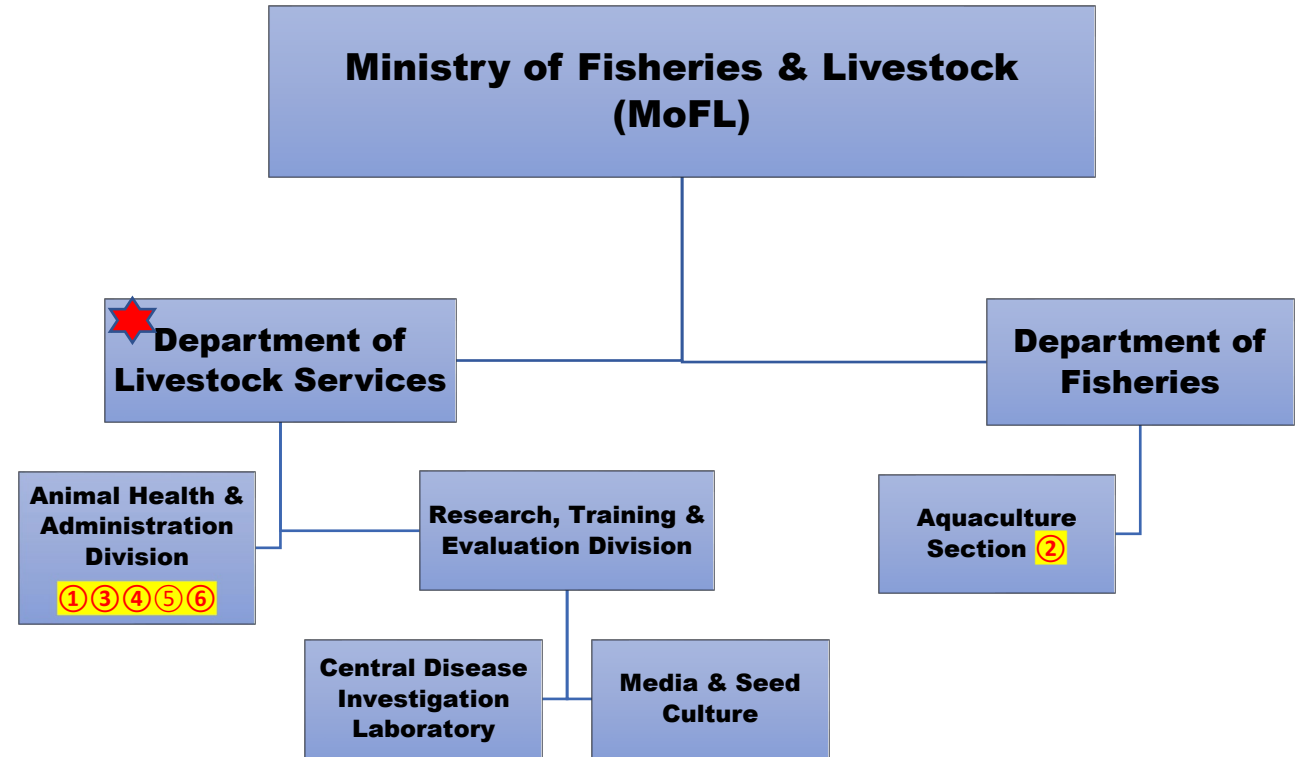 Ministry of Fisheries & Livestock
(MoFL)
Department of
Livestock Services
Department of
Fisheries
Animal Health &
Administration
Division
①③④⑤⑥
Research, Training &
Evaluation Division
Aquaculture
Section ②
Central Disease
Investigation
Laboratory
Media & Seed
Culture